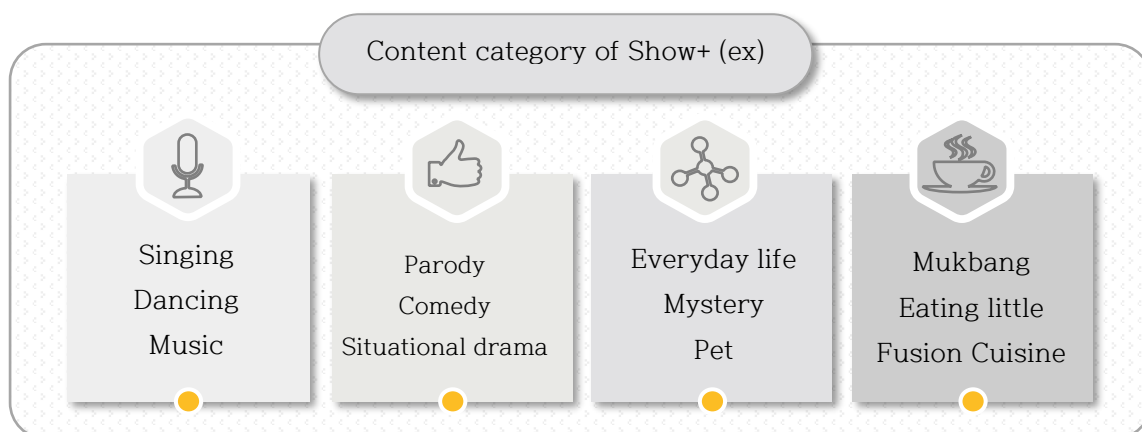 Content category of Show+ (ex)
Singing
Dancing
Music
Parody
Comedy
Situational drama
Everyday life
Mystery
Pet
Mukbang
Eating little
Fusion Cuisine